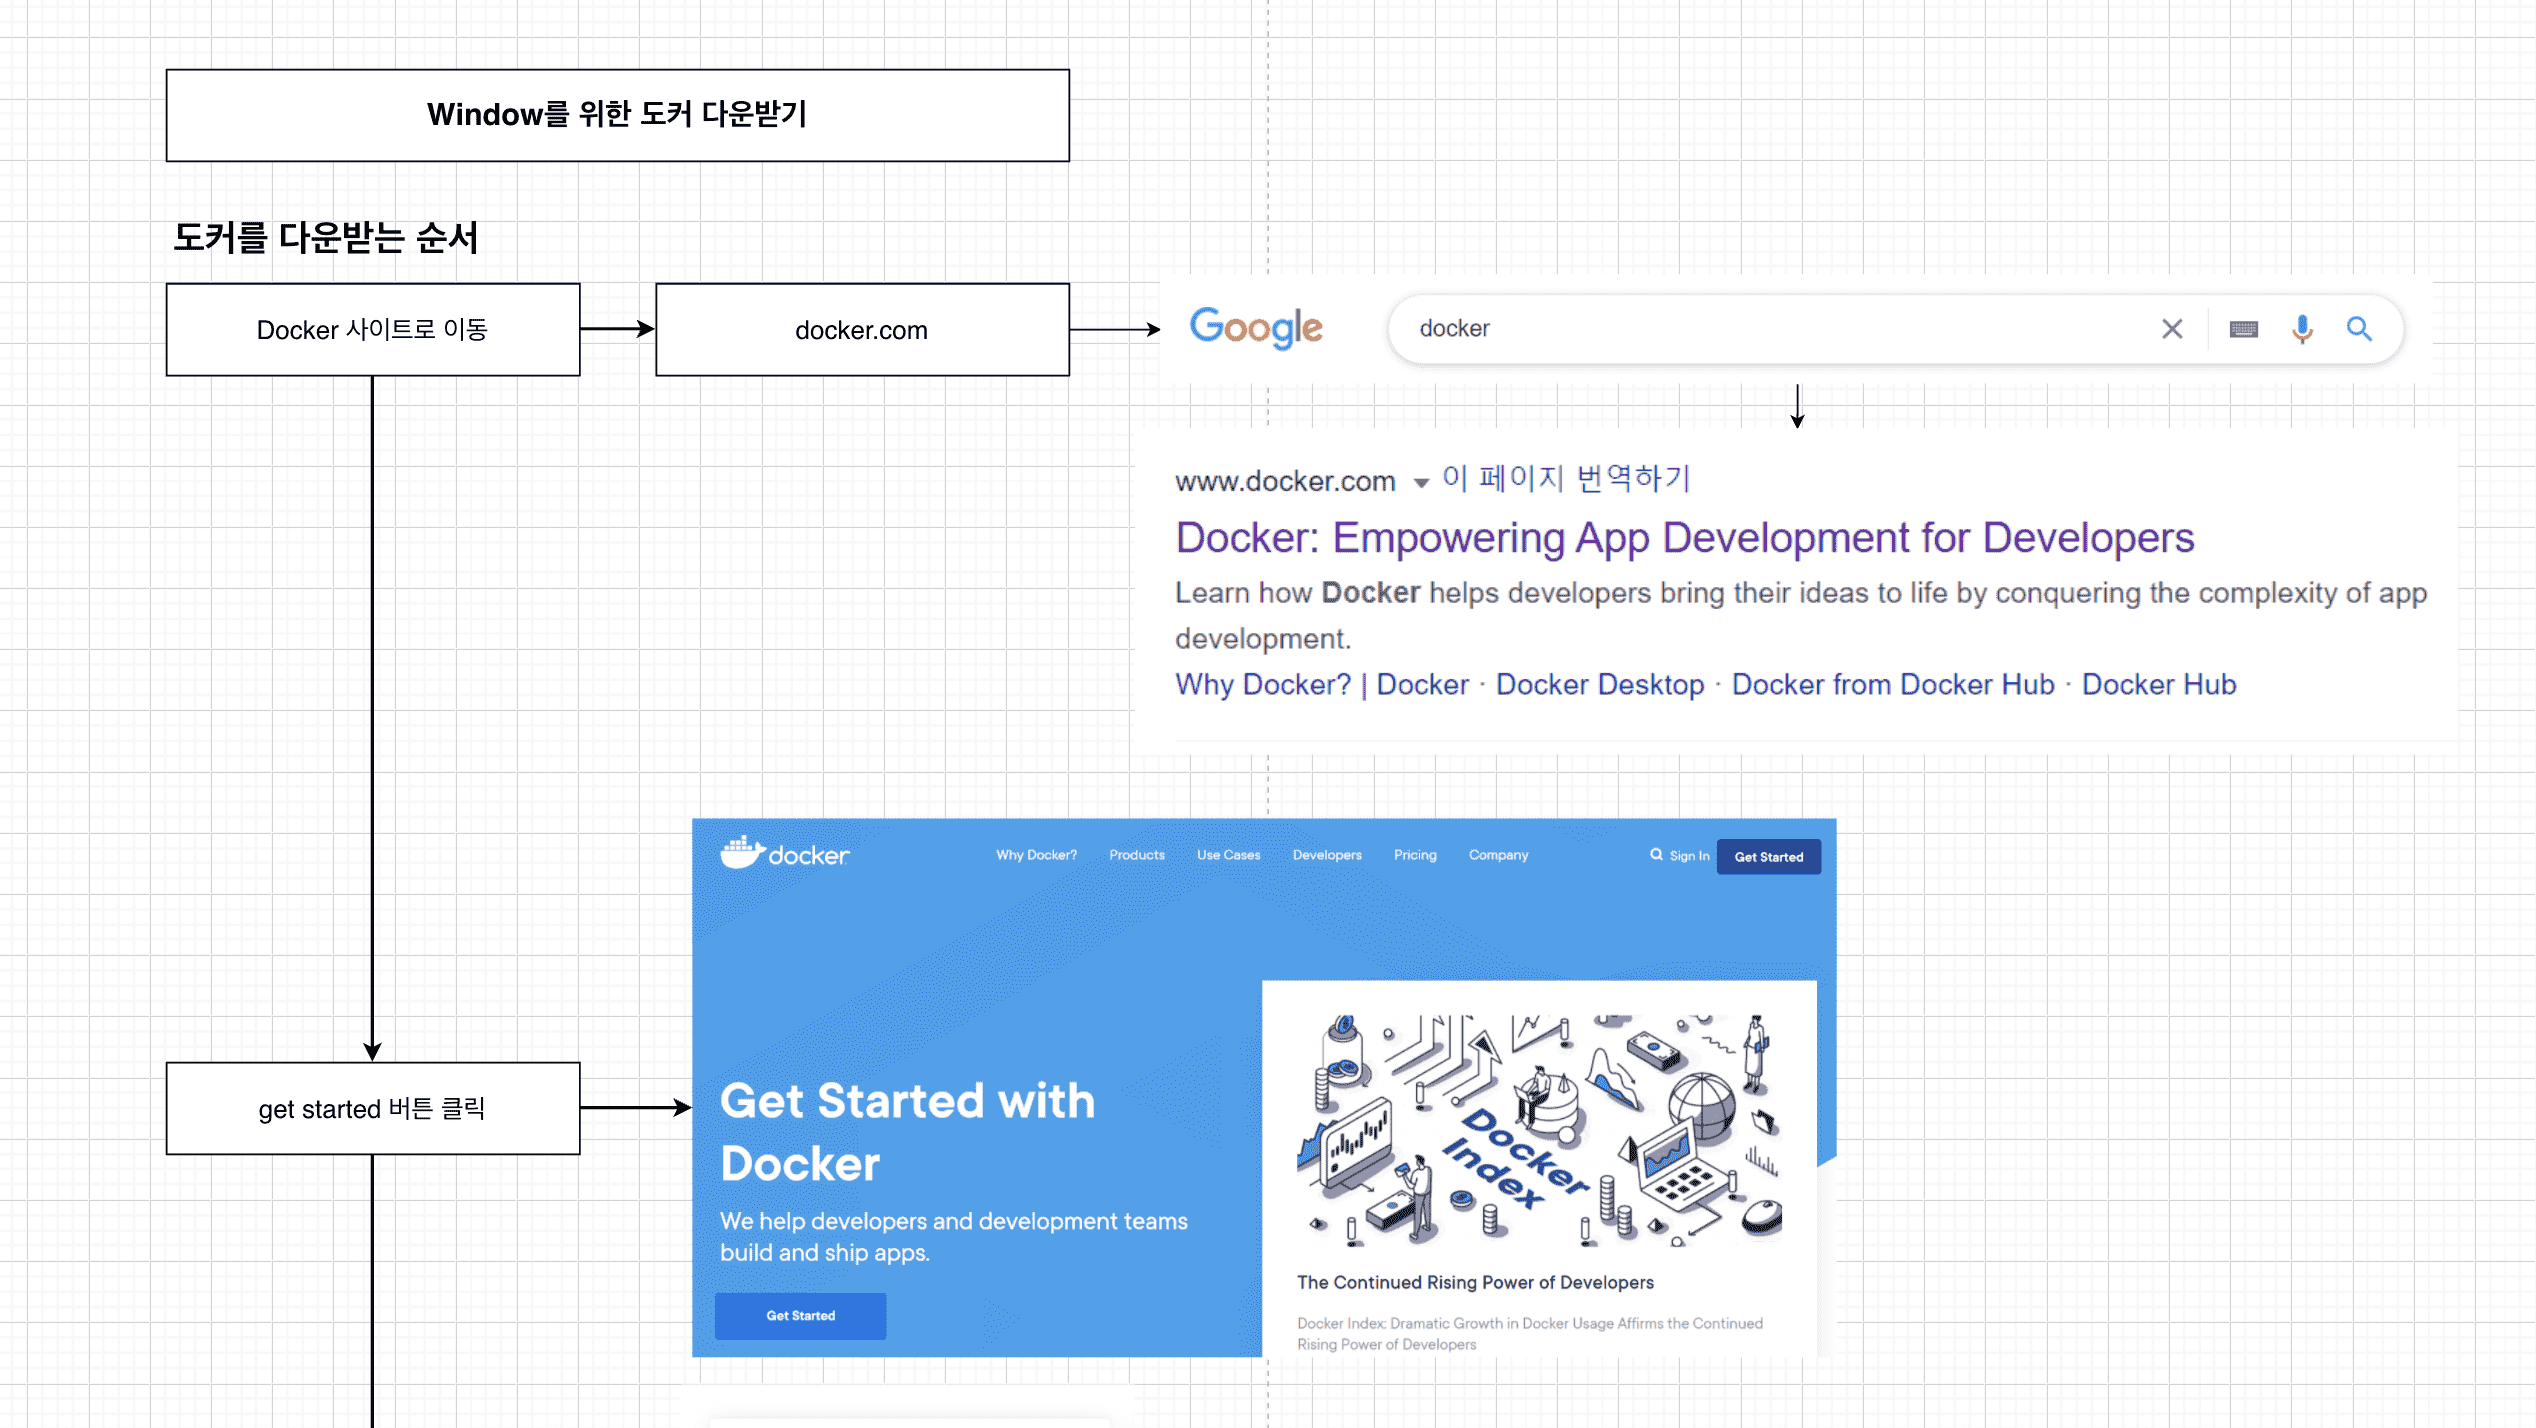 Window를 위한 도커 다운받기
도커를 다운받는 순서
Docker 사이트로 이동
docker.com
Google
docker
www.docker.com 이 페이지 번역하기
Docker: Empowering App Development for Developers
Learn how Docker helps developers bring their ideas to life by conquering the complexity of app
development.
Why Docker? | Docker · Docker Desktop · Docker from Docker Hub · Docker Hub
docker
Why Docker? Products Use Cases Developers Pricing Company
Sign In
Get Started
get started 버튼 클릭
Get Started with
Docker
We help developers and development teams
build and ship apps.
Get Started
Docker
Index
The Continued Rising Power of Developers
Docker Index: Dramatic Growth in Docker Usage Affirms the Continued
Rising Power of Developers